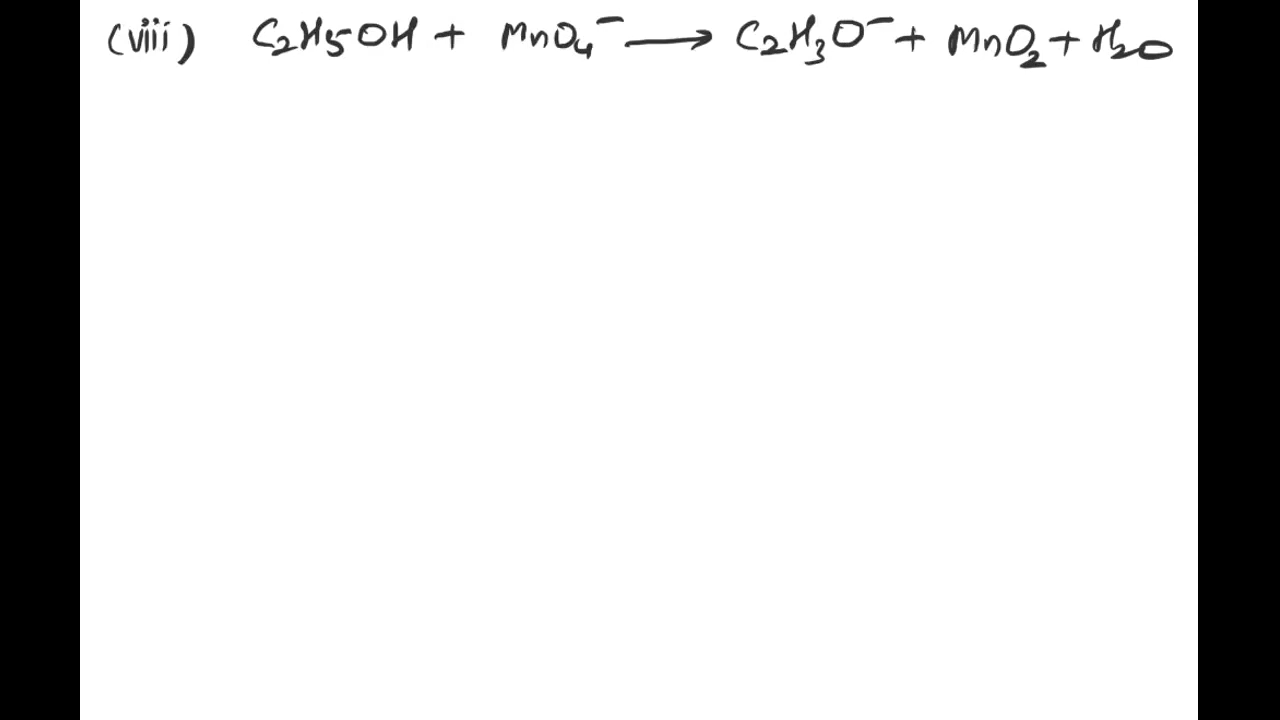 (viii) C₂H₅OH + MnO₄⁻ ⟶ C₂H₃O⁻ + MnO₂ + H₂O